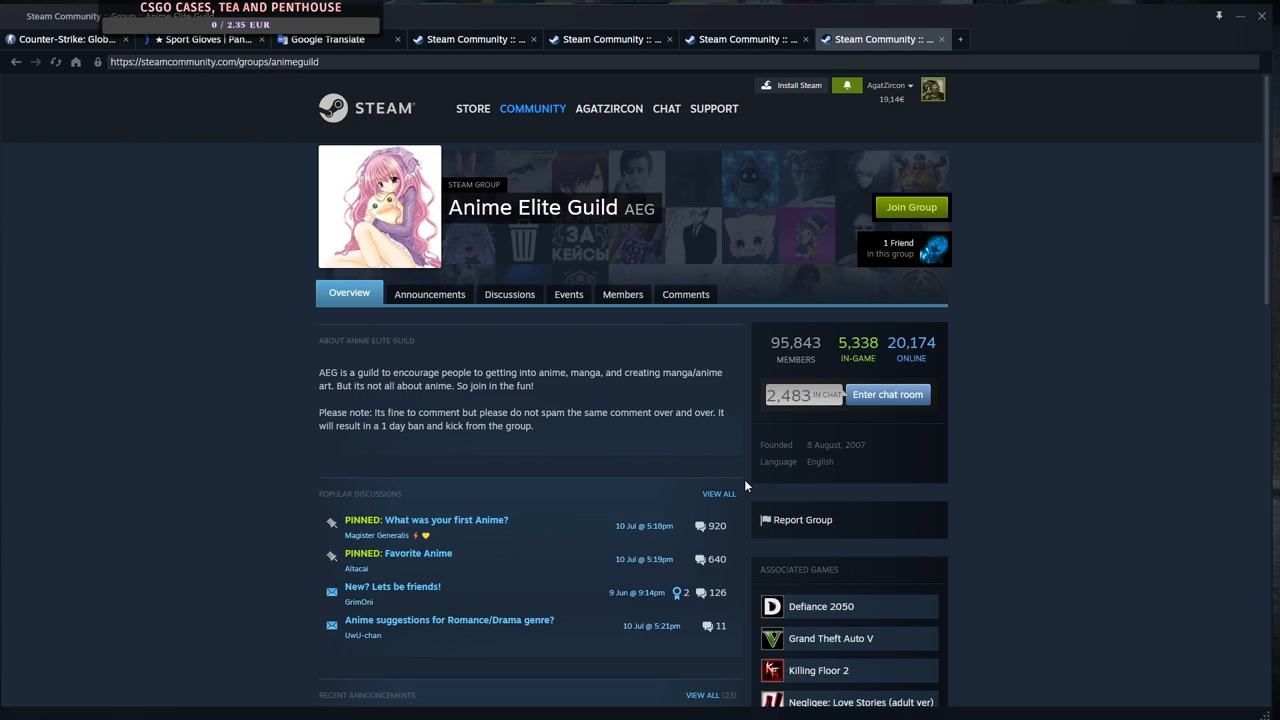 CSGO CASES, TEA AND PENTHOUSE
0 / 2.35 EUR
Steam Community :: Group :: Anime Elite Guild
Counter-Strike: Glob...
★ Sport Gloves | Pan...
Google Translate
Steam Community :: ...
Steam Community :: ...
Steam Community :: ...
Steam Community :: ...
https://steamcommunity.com/groups/animeguild
Install Steam
AgatZircon
19,14€
STEAM
STORE COMMUNITY AGATZIRCON CHAT SUPPORT
STEAM GROUP
Anime Elite Guild AEG
ЗА
КЕЙСЫ
Join Group
1 Friend
in this group
Overview Announcements Discussions Events Members Comments
ABOUT ANIME ELITE GUILD
AEG is a guild to encourage people to getting into anime, manga, and creating manga/anime
art. But its not all about anime. So join in the fun!
Please note: Its fine to comment but please do not spam the same comment over and over. It
will result in a 1 day ban and kick from the group.
95,843 5,338 20,174
MEMBERS IN-GAME ONLINE
2,483 IN CHAT Enter chat room
Founded 8 August, 2007
Language English
POPULAR DISCUSSIONS VIEW ALL
PINNED: What was your first Anime? 10 Jul @ 5:18pm 920
Magister Generalis
PINNED: Favorite Anime 10 Jul @ 5:19pm 640
Altacai
New? Lets be friends! 9 Jun @ 9:14pm 2 126
GrimOni
Anime suggestions for Romance/Drama genre? 10 Jul @ 5:21pm 11
UwU-chan
RECENT ANNOUNCEMENTS VIEW ALL (23)
Report Group
ASSOCIATED GAMES
Defiance 2050
Grand Theft Auto V
Killing Floor 2
Negligee: Love Stories (adult ver)